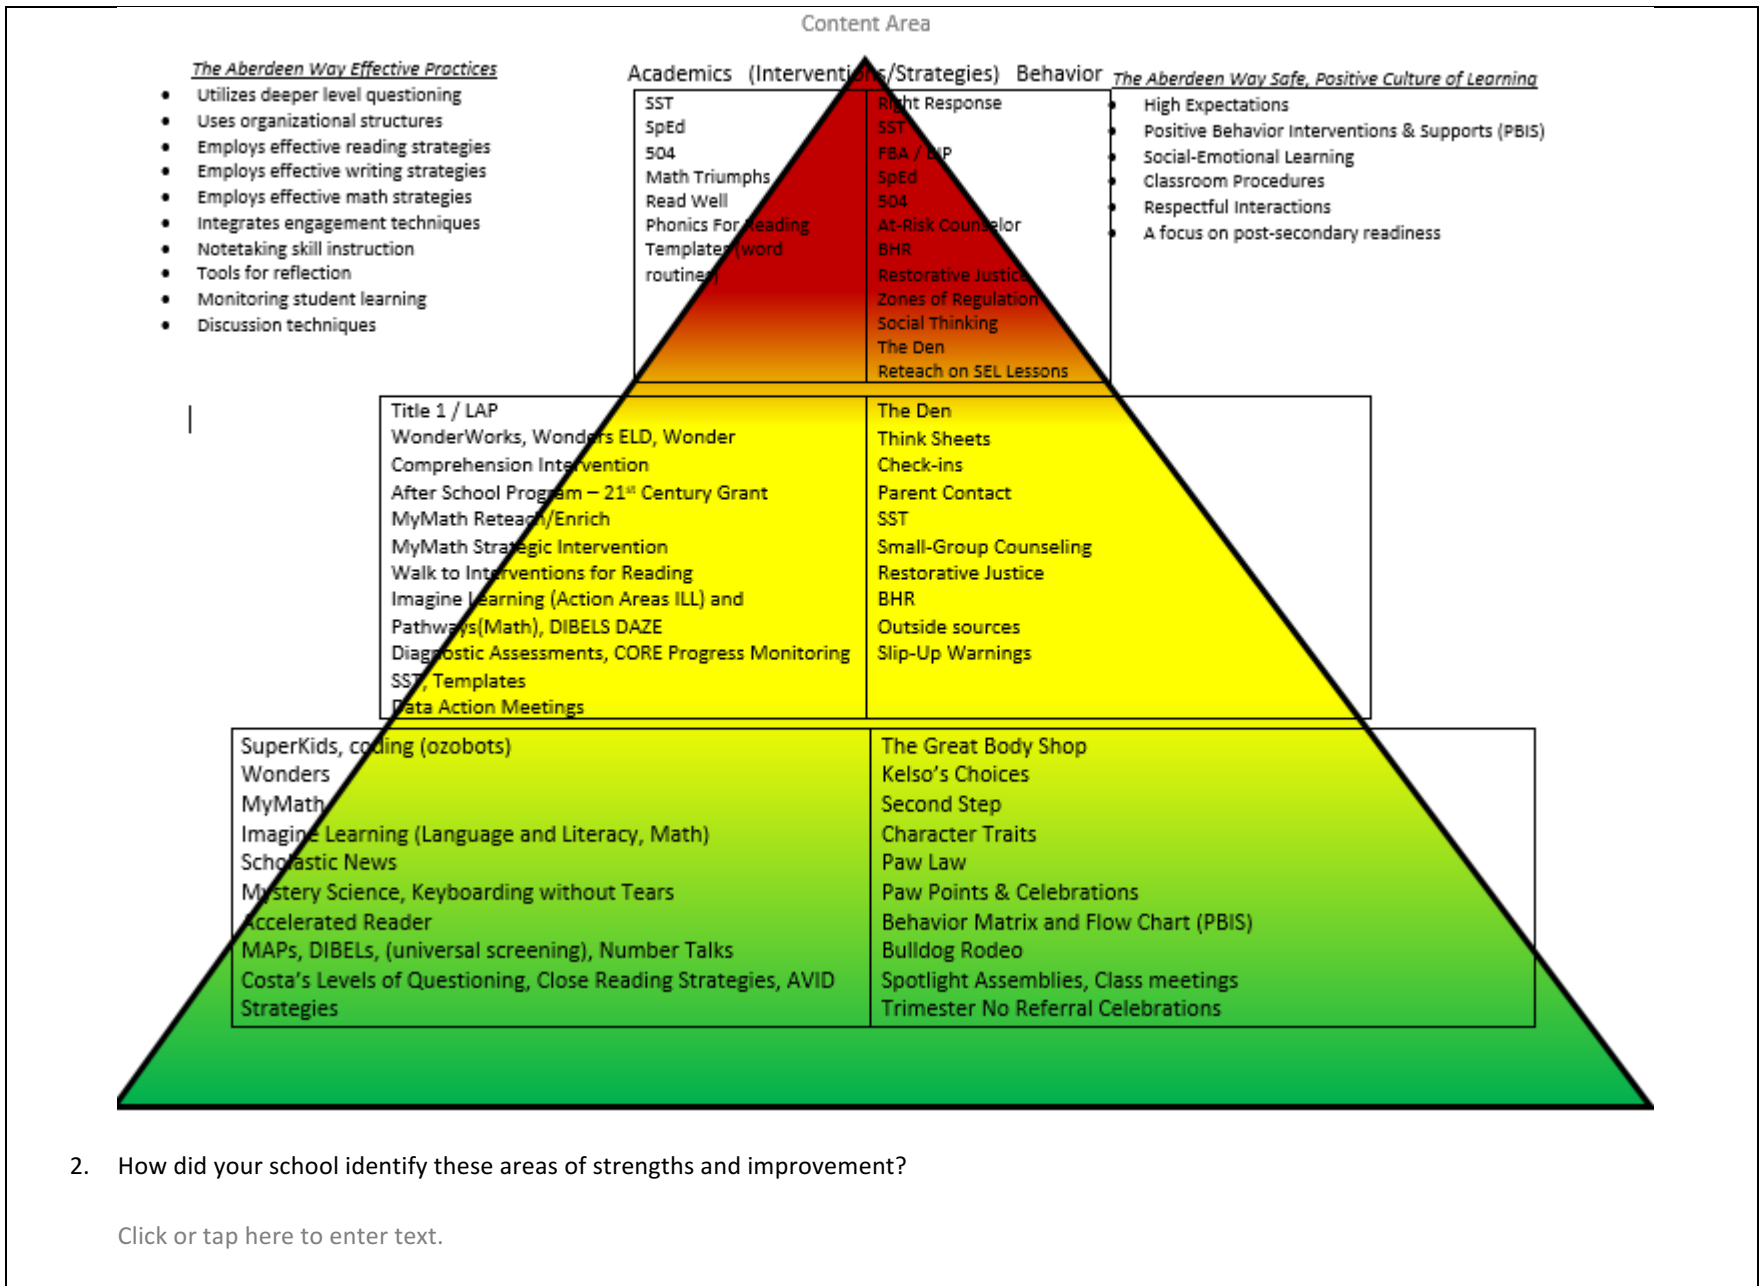 Content Area
The Aberdeen Way Effective Practices
• Utilizes deeper level questioning
• Uses organizational structures
• Employs effective reading strategies
• Employs effective writing strategies
• Employs effective math strategies
• Integrates engagement techniques
• Notetaking skill instruction
• Tools for reflection
• Monitoring student learning
• Discussion techniques
Academics (Interventions/Strategies) Behavior
SST
SpEd
504
Math Triumphs
Read Well
Phonics For Reading
Templates (word
routines)
Right Response
SST
FBA / BIP
SpEd
504
At-Risk Counselor
BHR
Restorative Justice
Zones of Regulation
Social Thinking
The Den
Reteach on SEL Lessons
The Aberdeen Way Safe, Positive Culture of Learning
• High Expectations
• Positive Behavior Interventions & Supports (PBIS)
• Social-Emotional Learning
• Classroom Procedures
• Respectful Interactions
• A focus on post-secondary readiness
Title 1 / LAP
WonderWorks, Wonders ELD, Wonder
Comprehension Intervention
After School Program – 21st Century Grant
MyMath Reteach/Enrich
MyMath Strategic Intervention
Walk to Interventions for Reading
Imagine Learning (Action Areas ILL) and
Pathways(Math), DIBELS DAZE
Diagnostic Assessments, CORE Progress Monitoring
SST, Templates
Data Action Meetings
The Den
Think Sheets
Check-ins
Parent Contact
SST
Small-Group Counseling
Restorative Justice
BHR
Outside sources
Slip-Up Warnings
SuperKids, coding (ozobots)
Wonders
MyMath
Imagine Learning (Language and Literacy, Math)
Scholastic News
Mystery Science, Keyboarding without Tears
Accelerated Reader
MAPs, DIBELs, (universal screening), Number Talks
Costa's Levels of Questioning, Close Reading Strategies, AVID
Strategies
The Great Body Shop
Kelso's Choices
Second Step
Character Traits
Paw Law
Paw Points & Celebrations
Behavior Matrix and Flow Chart (PBIS)
Bulldog Rodeo
Spotlight Assemblies, Class meetings
Trimester No Referral Celebrations
2. How did your school identify these areas of strengths and improvement?
Click or tap here to enter text.